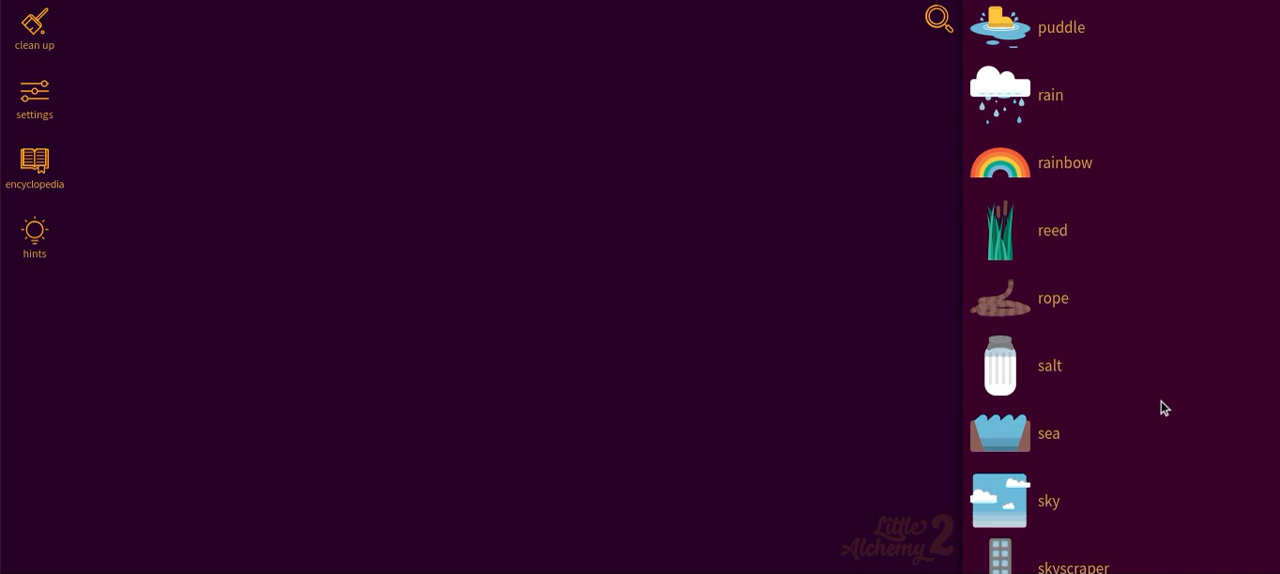 clean up
settings
encyclopedia
hints
puddle
rain
rainbow
reed
rope
salt
sea
sky
skyscraper
Little
Alchemy 2